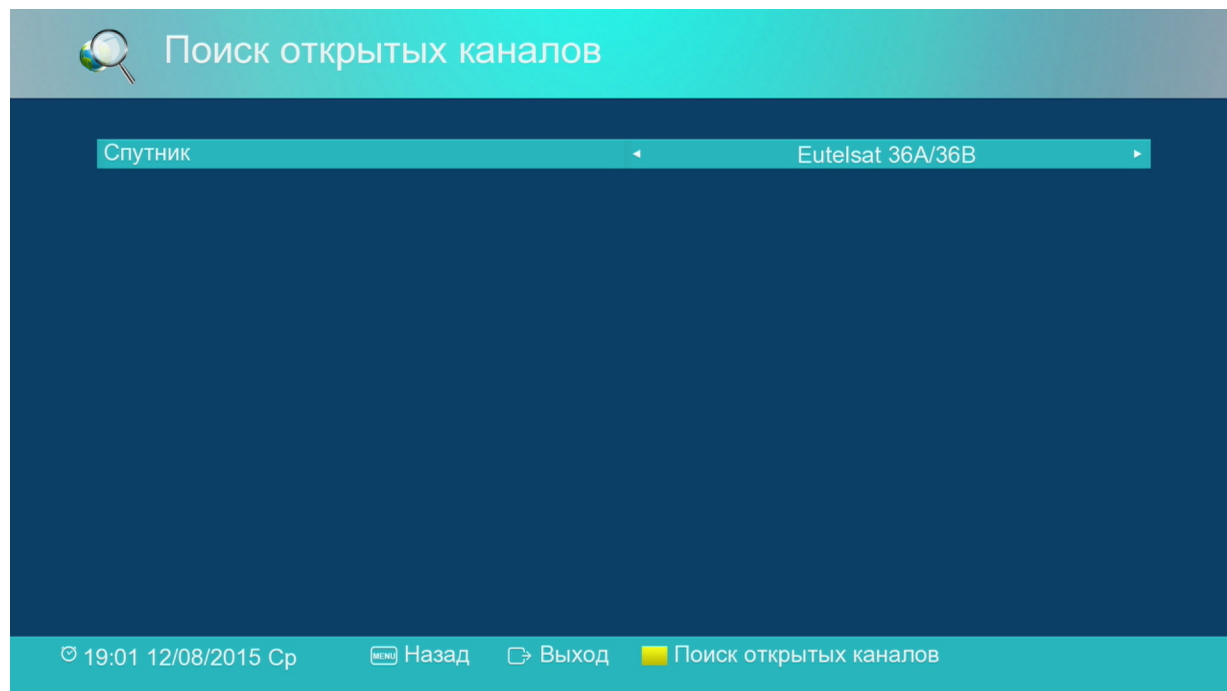 Поиск открытых каналов
Спутник Eutelsat 36A/36B
19:01 12/08/2015 Ср MENU Назад Выход Поиск открытых каналов